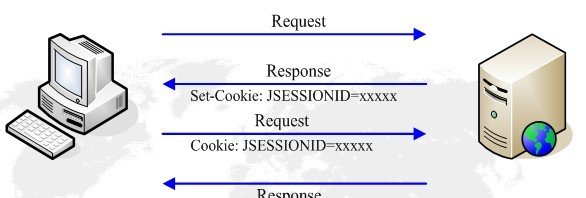 Request
Response
Set-Cookie: JSESSIONID=xxxxx
Request
Cookie: JSESSIONID=xxxxx
Response